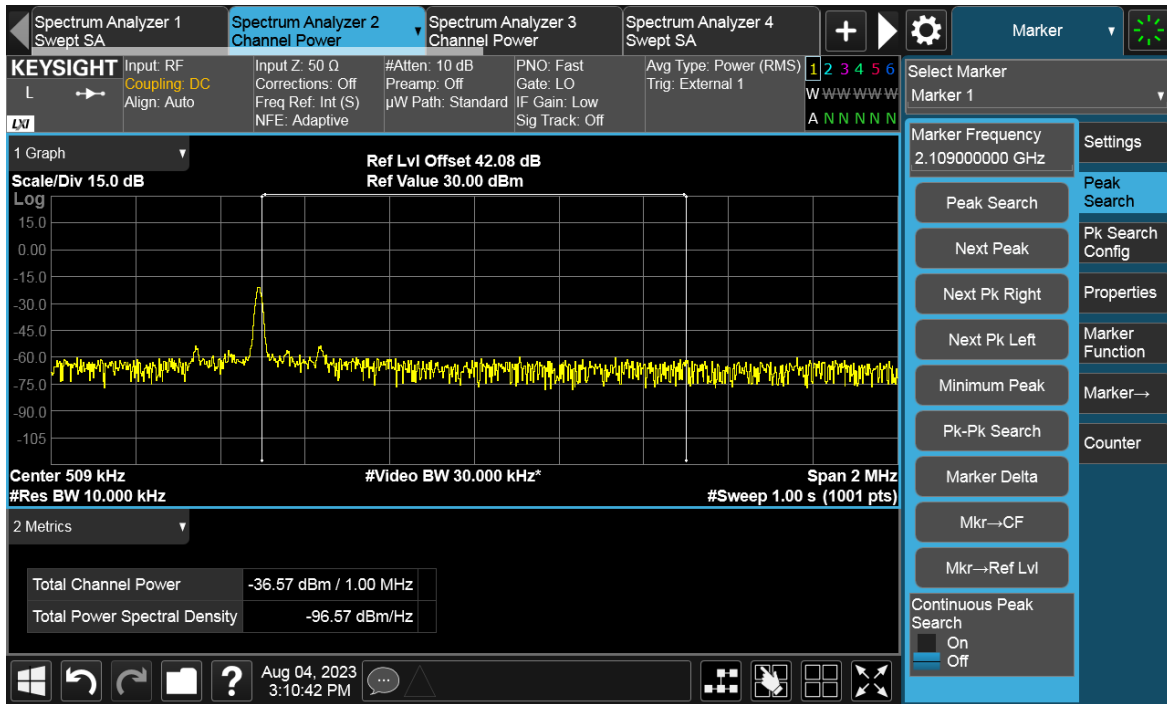 Spectrum Analyzer 1
Swept SA
Spectrum Analyzer 2
Channel Power
Spectrum Analyzer 3
Channel Power
Spectrum Analyzer 4
Swept SA
+
Marker
KEYSIGHT
L
LXI
Input: RF
Coupling: DC
Align: Auto
Input Z: 50 Ω
Corrections: Off
Freq Ref: Int (S)
NFE: Adaptive
#Atten: 10 dB
Preamp: Off
µW Path: Standard
PNO: Fast
Gate: LO
IF Gain: Low
Sig Track: Off
Avg Type: Power (RMS)
Trig: External 1
1 2 3 4 5 6
W W W W W W
A N N N N N
Select Marker
Marker 1
1 Graph
Scale/Div 15.0 dB
Ref Lvl Offset 42.08 dB
Ref Value 30.00 dBm
Log
15.0
0.00
-15.0
-30.0
-45.0
-60.0
-75.0
-90.0
-105
Center 509 kHz
#Res BW 10.000 kHz
#Video BW 30.000 kHz*
Span 2 MHz
#Sweep 1.00 s (1001 pts)
2 Metrics
Total Channel Power -36.57 dBm / 1.00 MHz
Total Power Spectral Density -96.57 dBm/Hz
Marker Frequency
2.109000000 GHz
Peak Search
Next Peak
Next Pk Right
Next Pk Left
Minimum Peak
Pk-Pk Search
Marker Delta
Mkr→CF
Mkr→Ref Lvl
Continuous Peak
Search
On
Off
Settings
Peak
Search
Pk Search
Config
Properties
Marker
Function
Marker→
Counter
?
Aug 04, 2023
3:10:42 PM